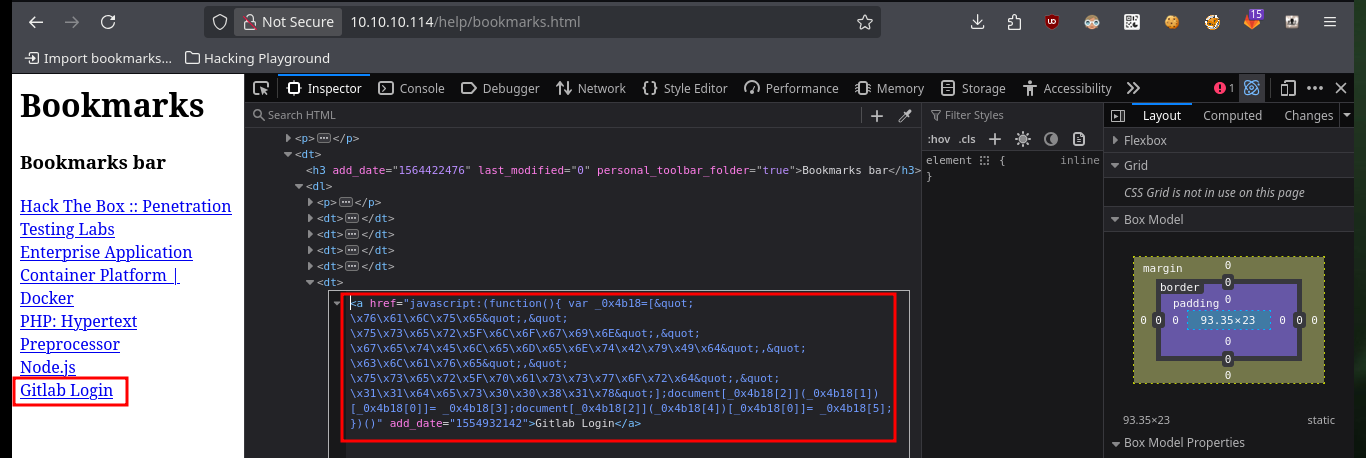 Not Secure
10.10.10.114/help/bookmarks.html
15
Import bookmarks...
Hacking Playground
Bookmarks
Bookmarks bar
Hack The Box :: Penetration
Testing Labs
Enterprise Application
Container Platform |
Docker
PHP: Hypertext
Preprocessor
Node.js
Gitlab Login
Inspector
Console
Debugger
Network
Style Editor
Performance
Memory
Storage
Accessibility
1
Search HTML
<p> </p>
<dt>
<h3 add_date="1564422476" last_modified="0" personal_toolbar_folder="true">Bookmarks bar</h3>
<dl>
<p> </p>
<dt> </dt>
<dt> </dt>
<dt> </dt>
<dt> </dt>
<dt>
<a href="javascript:(function(){ var _0x4b18=[&quot;
\x76\x61\x6C\x75\x65&quot;,&quot;
\x75\x73\x65\x72\x5F\x6C\x6F\x67\x69\x6E&quot;,&quot;
\x67\x65\x74\x45\x6C\x65\x6D\x65\x6E\x74\x42\x79\x49\x64&quot;,&quot;
\x63\x6C\x61\x76\x65&quot;,&quot;
\x75\x73\x65\x72\x5F\x70\x61\x73\x73\x77\x6F\x72\x64&quot;,&quot;
\x31\x31\x64\x65\x73\x30\x30\x38\x31\x78&quot;];document[_0x4b18[2]](_0x4b18[1])
[_0x4b18[0]]= _0x4b18[3];document[_0x4b18[2]](_0x4b18[4])[_0x4b18[0]]= _0x4b18[5];
})()" add_date="1554932142">Gitlab Login</a>
Filter Styles
:hov .cls
element { inline
}
Layout
Computed
Changes
Flexbox
Grid
CSS Grid is not in use on this page
Box Model
margin
0
border
0
padding
0
0 0 0 93.35×23 0 0 0
0
0
0
93.35×23
static
Box Model Properties